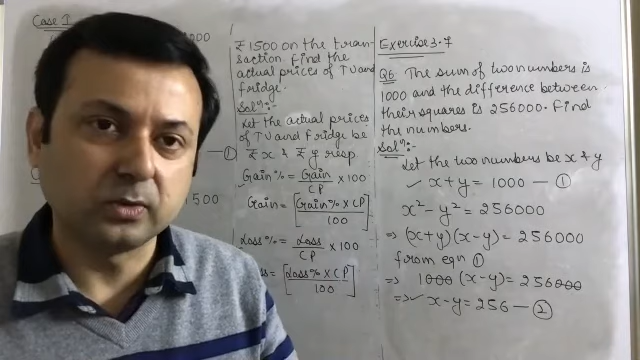 Case I
000
1
1500
₹1500 on the tran-
saction. Find the
actual prices of TV and
fridge.
Solⁿ:-
Let the actual prices
of TV and Fridge be
₹x & ₹y resp.
Gain% = Gain/CP × 100
Gain = [Gain% × CP / 100]
Loss% = Loss/CP × 100
= [Loss% × CP / 100]
Exercise 3.7
Q6. The sum of two numbers is
1000 and the difference between
their squares is 256000. Find
the numbers.
Solⁿ:-
Let the two numbers be x & y
✓ x + y = 1000 — ①
x² - y² = 256000
⇒ (x+y)(x-y) = 256000
from eqn ①
⇒ 1000 (x-y) = 256000
⇒ ✓ x-y = 256 — ②